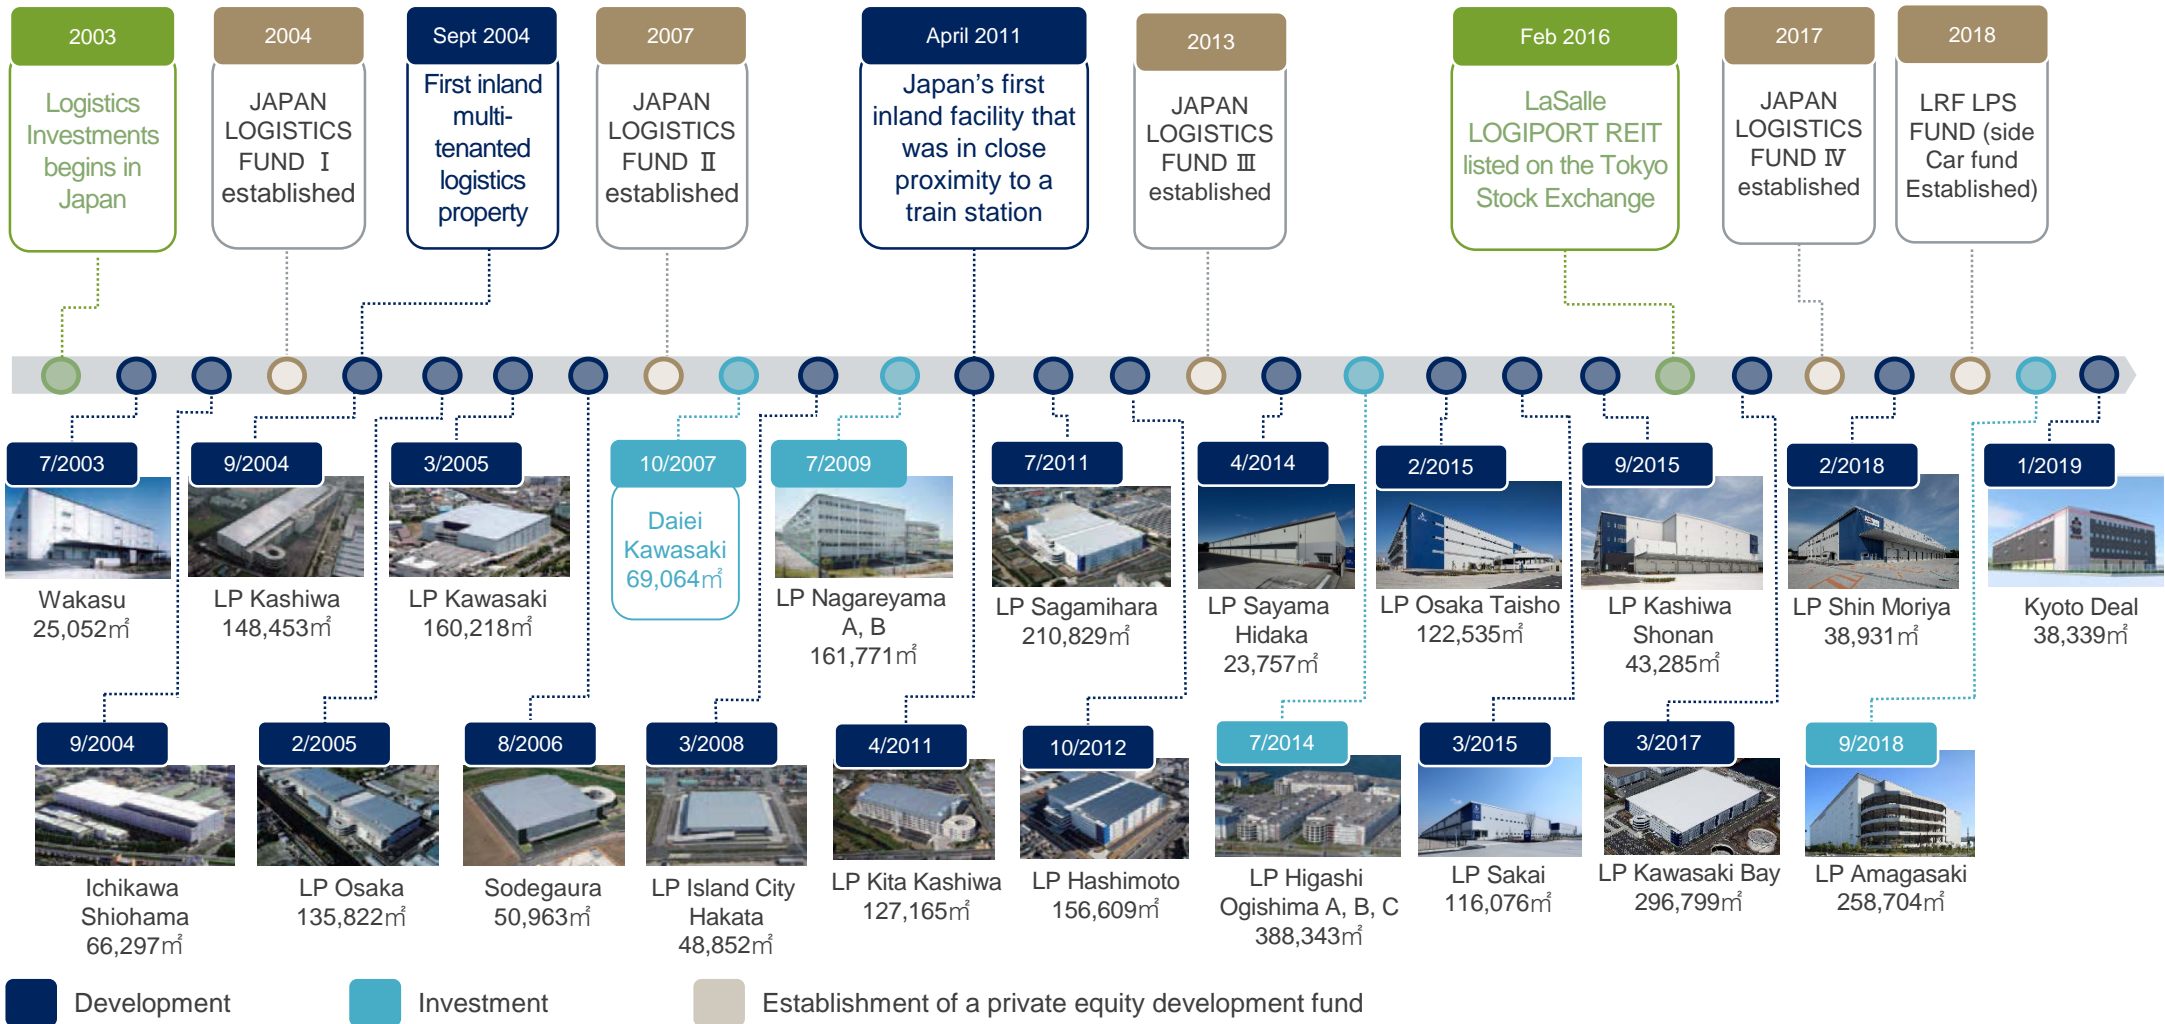 2003
Logistics
Investments
begins in
Japan
2004
JAPAN
LOGISTICS
FUND Ⅰ
established
Sept 2004
First inland
multi-
tenanted
logistics
property
2007
JAPAN
LOGISTICS
FUND Ⅱ
established
April 2011
Japan's first
inland facility that
was in close
proximity to a
train station
2013
JAPAN
LOGISTICS
FUND Ⅲ
established
Feb 2016
LaSalle
LOGIPORT REIT
listed on the Tokyo
Stock Exchange
2017
JAPAN
LOGISTICS
FUND Ⅳ
established
2018
LRF LPS
FUND (side
Car fund
Established)
7/2003
Wakasu
25,052㎡
9/2004
LP Kashiwa
148,453㎡
3/2005
LP Kawasaki
160,218㎡
10/2007
Daiei
Kawasaki
69,064㎡
7/2009
LP Nagareyama
A, B
161,771㎡
7/2011
LP Sagamihara
210,829㎡
4/2014
LP Sayama
Hidaka
23,757㎡
2/2015
LP Osaka Taisho
122,535㎡
9/2015
LP Kashiwa
Shonan
43,285㎡
2/2018
LP Shin Moriya
38,931㎡
1/2019
Kyoto Deal
38,339㎡
9/2004
Ichikawa
Shiohama
66,297㎡
2/2005
LP Osaka
135,822㎡
8/2006
Sodegaura
50,963㎡
3/2008
LP Island City
Hakata
48,852㎡
4/2011
LP Kita Kashiwa
127,165㎡
10/2012
LP Hashimoto
156,609㎡
7/2014
LP Higashi
Ogishima A, B, C
388,343㎡
3/2015
LP Sakai
116,076㎡
3/2017
LP Kawasaki Bay
296,799㎡
9/2018
LP Amagasaki
258,704㎡
Development
Investment
Establishment of a private equity development fund